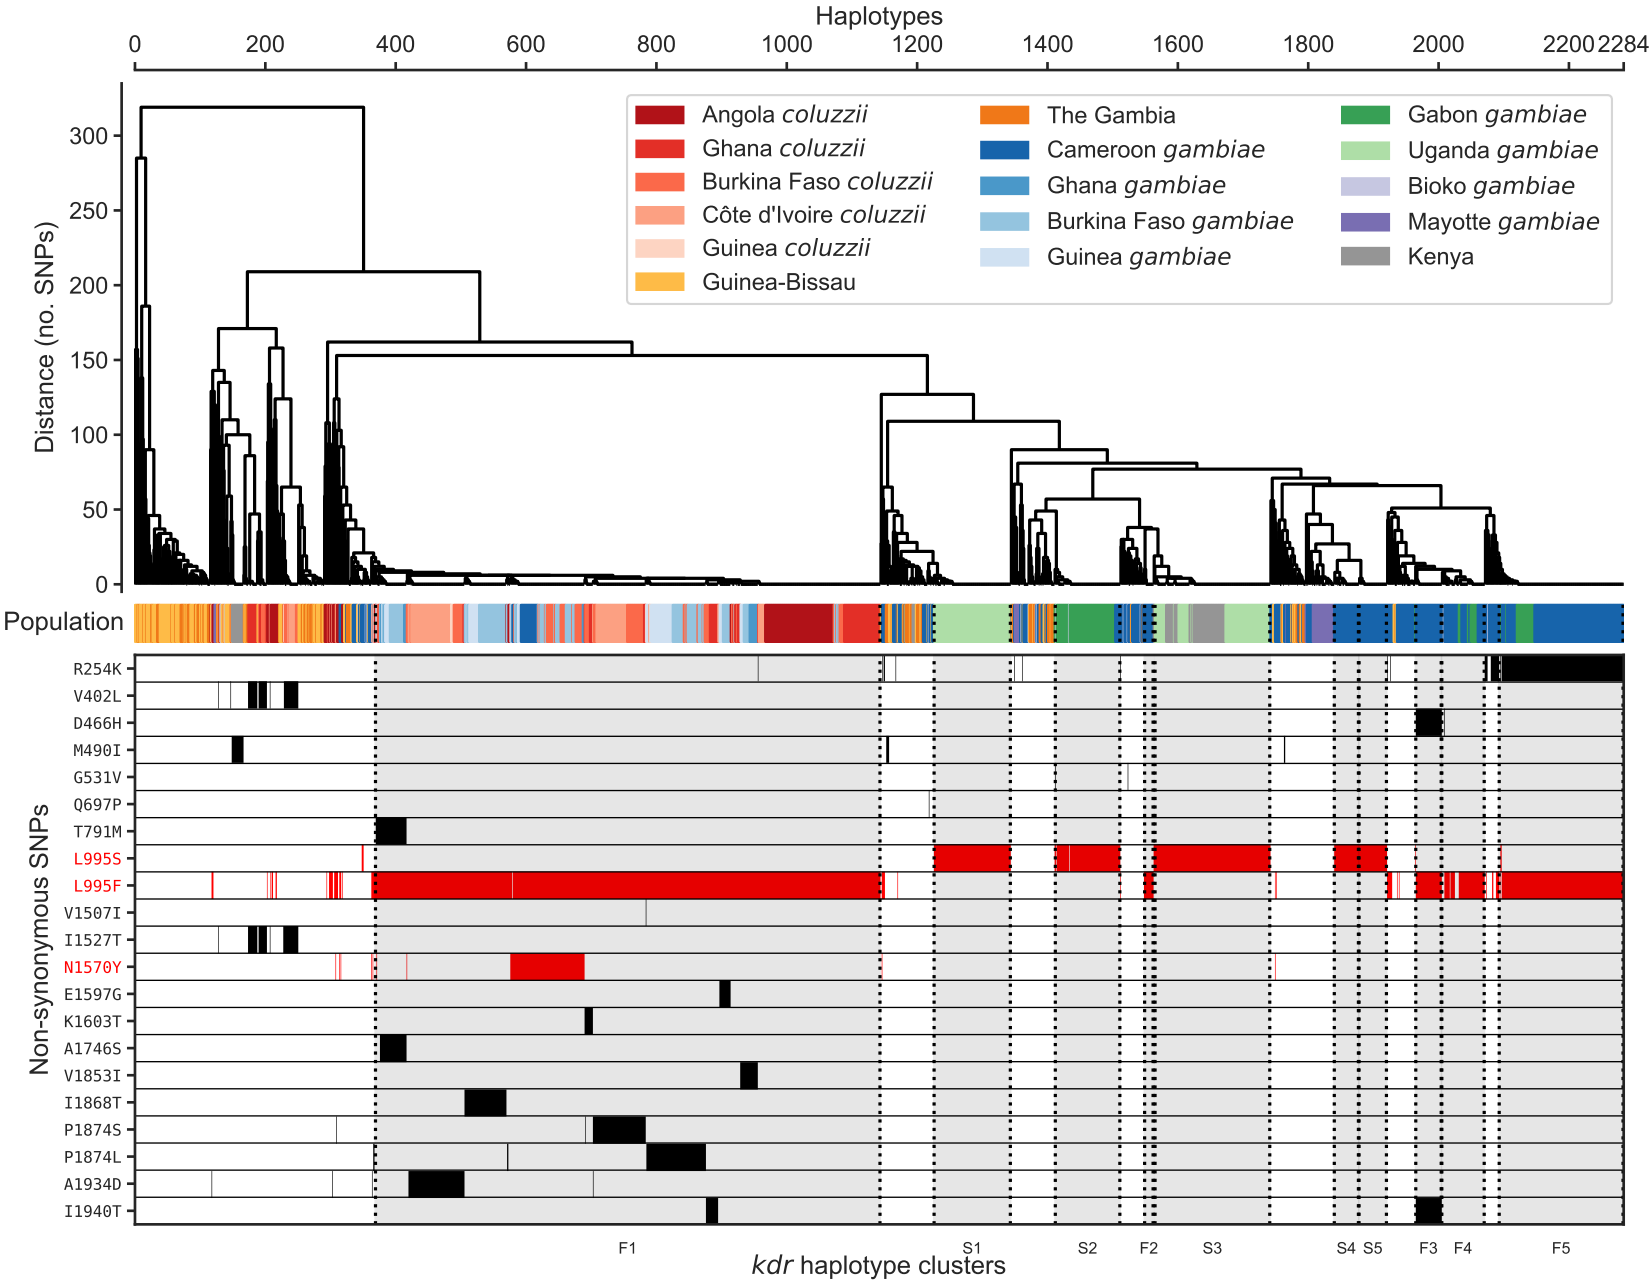 Haplotypes
0 200 400 600 800 1000 1200 1400 1600 1800 2000 2200 2284
Distance (no. SNPs)
300
250
200
150
100
50
0
Angola coluzzii
Ghana coluzzii
Burkina Faso coluzzii
Côte d'Ivoire coluzzii
Guinea coluzzii
Guinea-Bissau
The Gambia
Cameroon gambiae
Ghana gambiae
Burkina Faso gambiae
Guinea gambiae
Gabon gambiae
Uganda gambiae
Bioko gambiae
Mayotte gambiae
Kenya
Population
Non-synonymous SNPs
R254K
V402L
D466H
M490I
G531V
Q697P
T791M
L995S
L995F
V1507I
I1527T
N1570Y
E1597G
K1603T
A1746S
V1853I
I1868T
P1874S
P1874L
A1934D
I1940T
F1 S1 S2 F2 S3 S4 S5 F3 F4 F5
kdr haplotype clusters